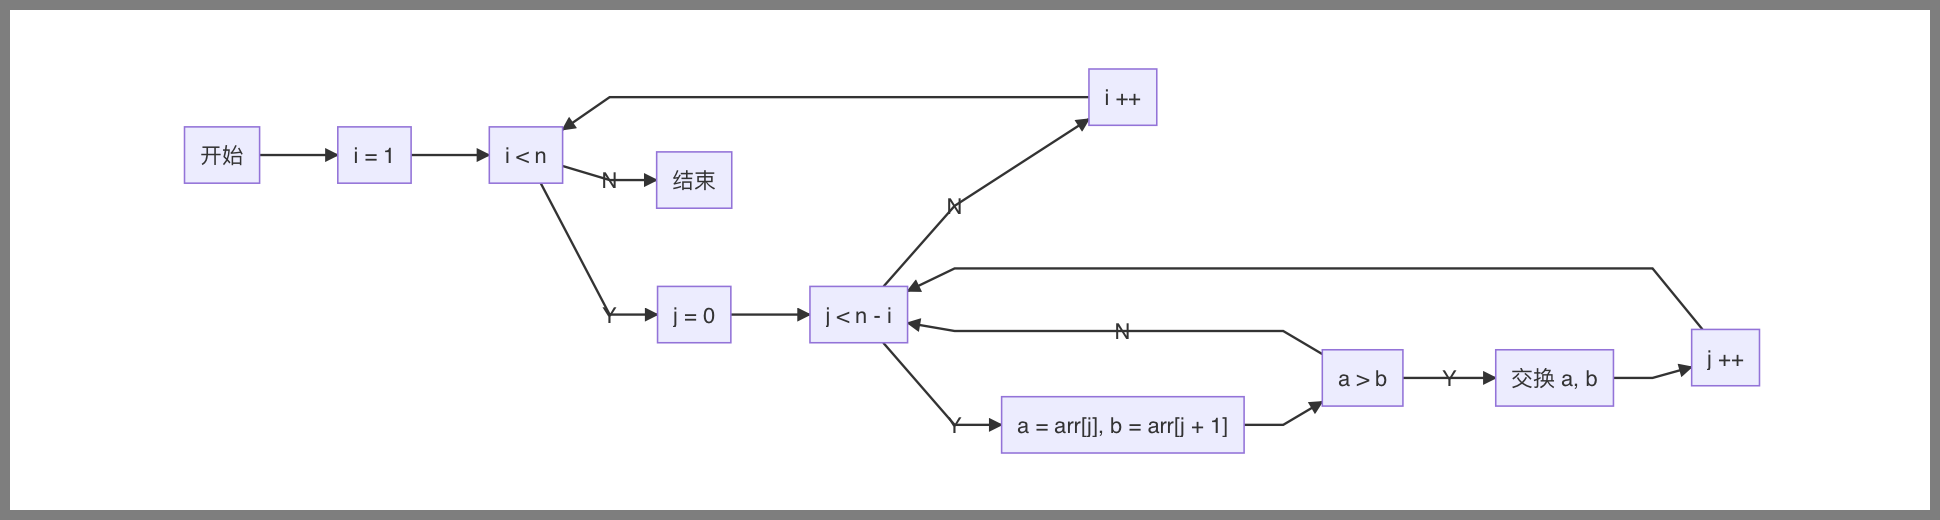 i ++
开始
i = 1
i < n
N
结束
N
Y
j = 0
j < n - i
N
j ++
a > b
Y
交换 a, b
Y
a = arr[j], b = arr[j + 1]